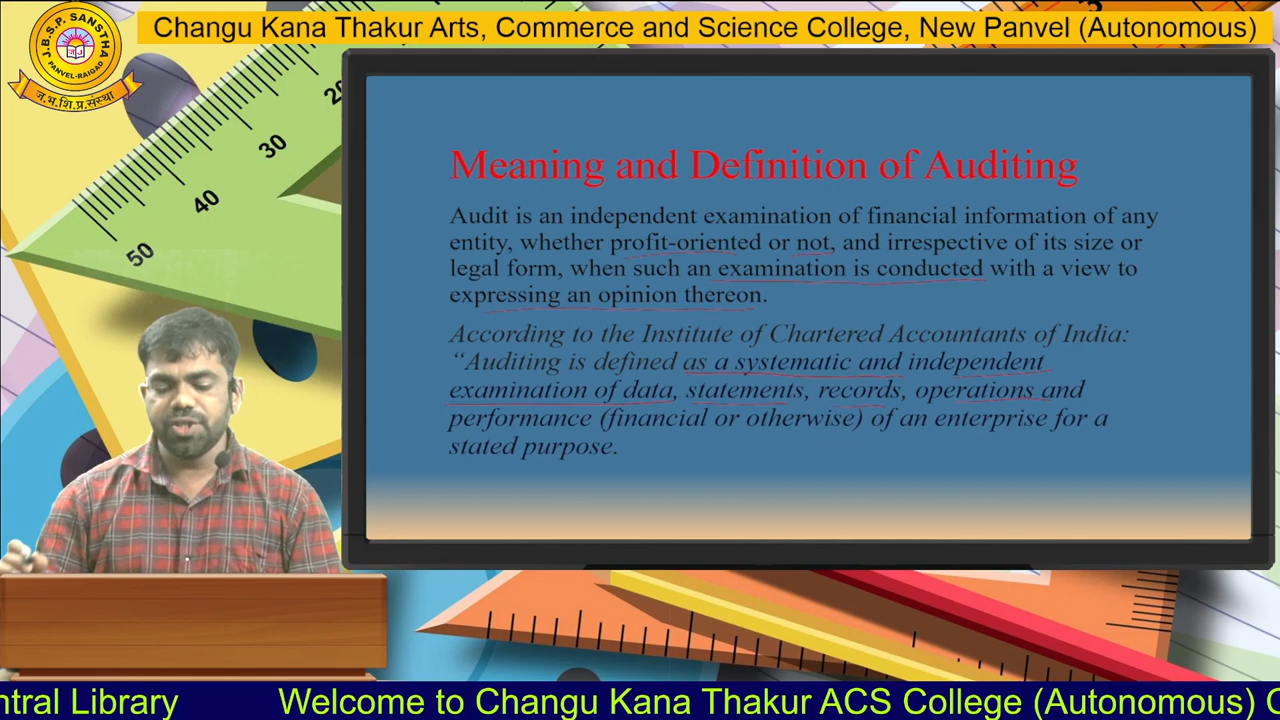 Changu Kana Thakur Arts, Commerce and Science College, New Panvel (Autonomous)
J.B.S.P. SANSTHA
PANVEL-RAIGAD
ज.भ.शि.प्र.संस्था
20
30
40
50
Meaning and Definition of Auditing
Audit is an independent examination of financial information of any
entity, whether profit-oriented or not, and irrespective of its size or
legal form, when such an examination is conducted with a view to
expressing an opinion thereon.
According to the Institute of Chartered Accountants of India:
“Auditing is defined as a systematic and independent
examination of data, statements, records, operations and
performance (financial or otherwise) of an enterprise for a
stated purpose.
ntral Library Welcome to Changu Kana Thakur ACS College (Autonomous) C